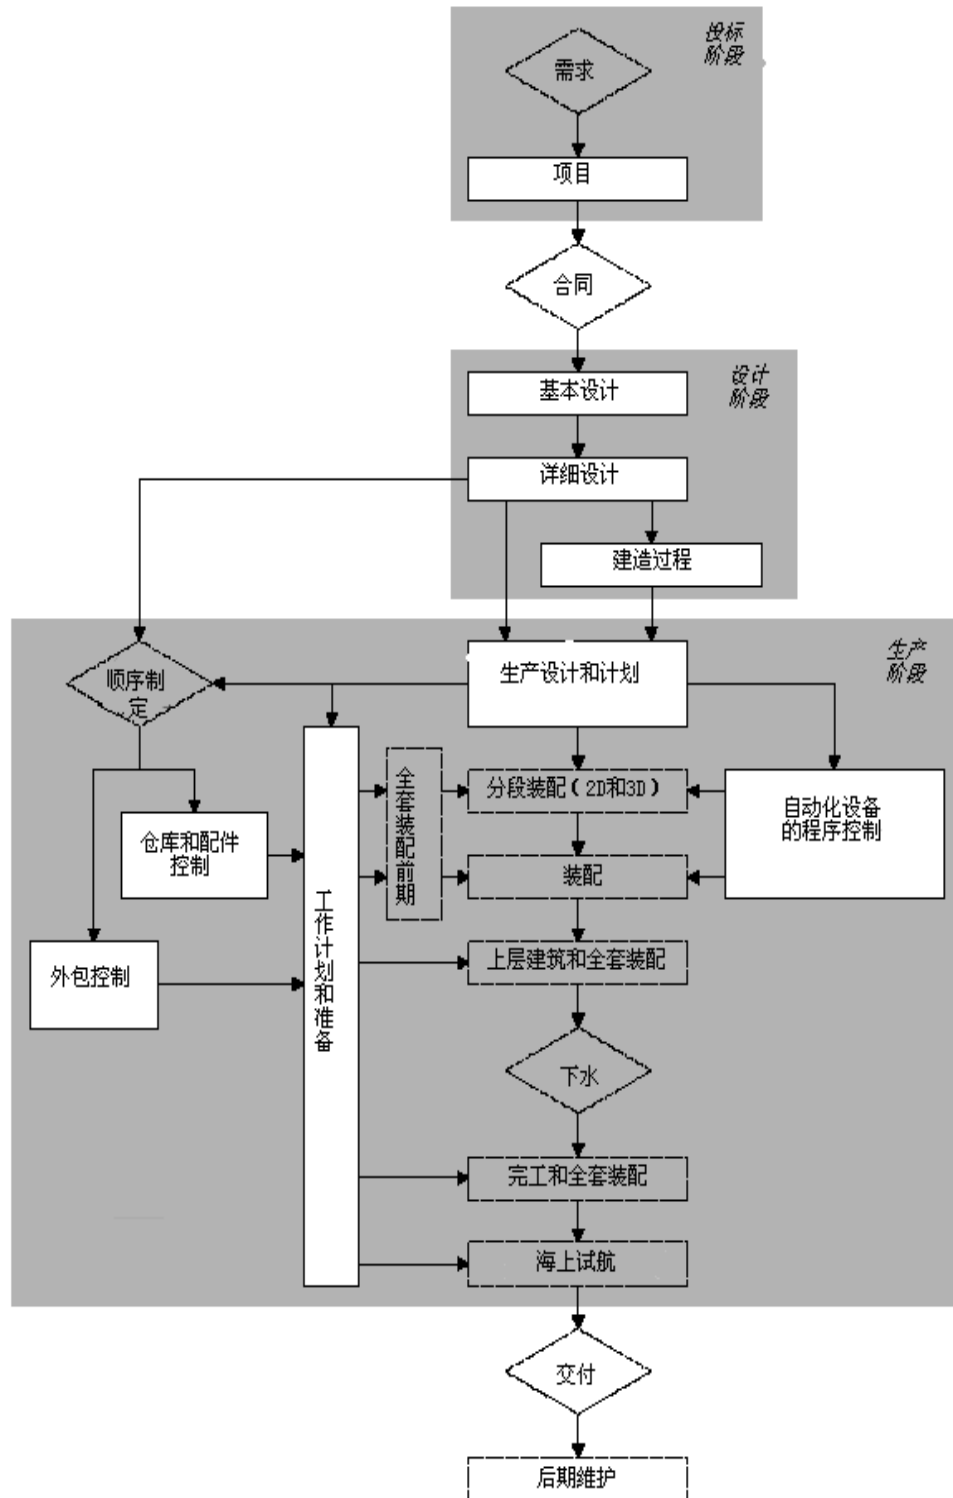 投标
阶段
需求
项目
合同
设计
阶段
基本设计
详细设计
建造过程
生产
阶段
生产设计和计划
顺序制
定
全套装配前期
分段装配(2D和3D)
自动化设备
的程序控制
仓库和配件
控制
装配
工作计划和准备
上层建筑和全套装配
外包控制
下水
完工和全套装配
海上试航
交付
后期维护